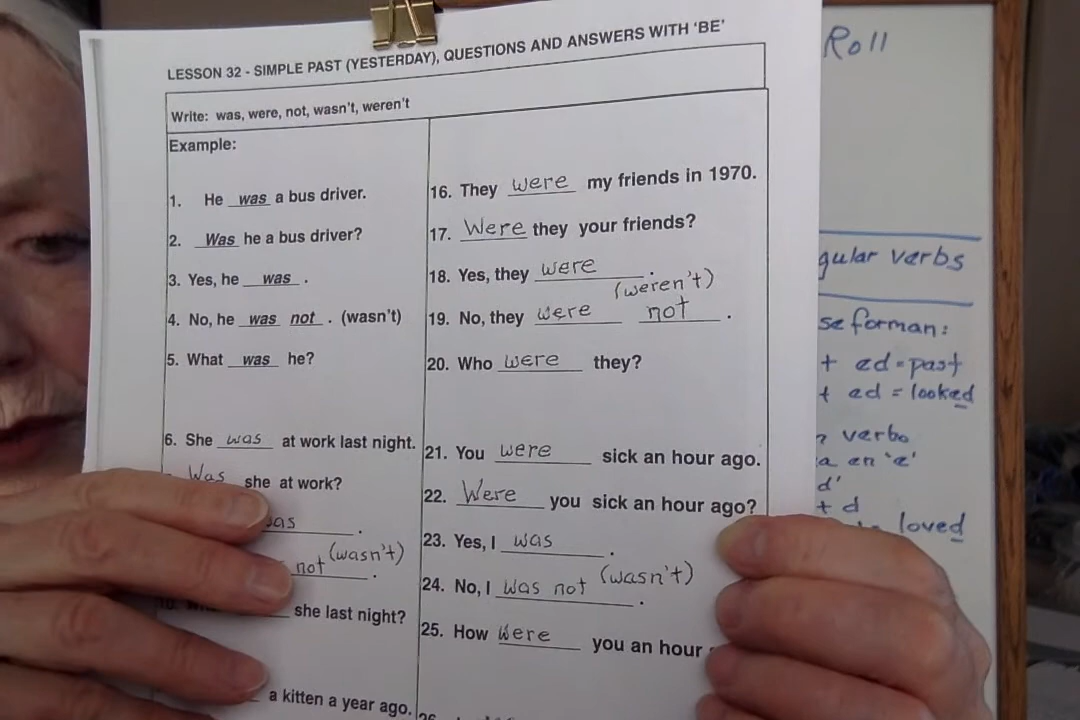 LESSON 32 - SIMPLE PAST (YESTERDAY), QUESTIONS AND ANSWERS WITH 'BE'
Write: was, were, not, wasn't, weren't
Example:
1. He was a bus driver.
2. Was he a bus driver?
3. Yes, he was .
4. No, he was not . (wasn't)
5. What was he?
6. She was at work last night.
Was she at work?
was .
not (wasn't) .
she last night?
a kitten a year ago.
16. They were my friends in 1970.
17. Were they your friends?
18. Yes, they were .
(weren't)
19. No, they were not .
20. Who were they?
21. You were sick an hour ago.
22. Were you sick an hour ago?
23. Yes, I was .
24. No, I was not (wasn't) .
25. How were you an hour
Roll
gular verbs
se forman:
+ ed = past
+ ed = looked
verbo
a en 'e'
d'
+ d
loved